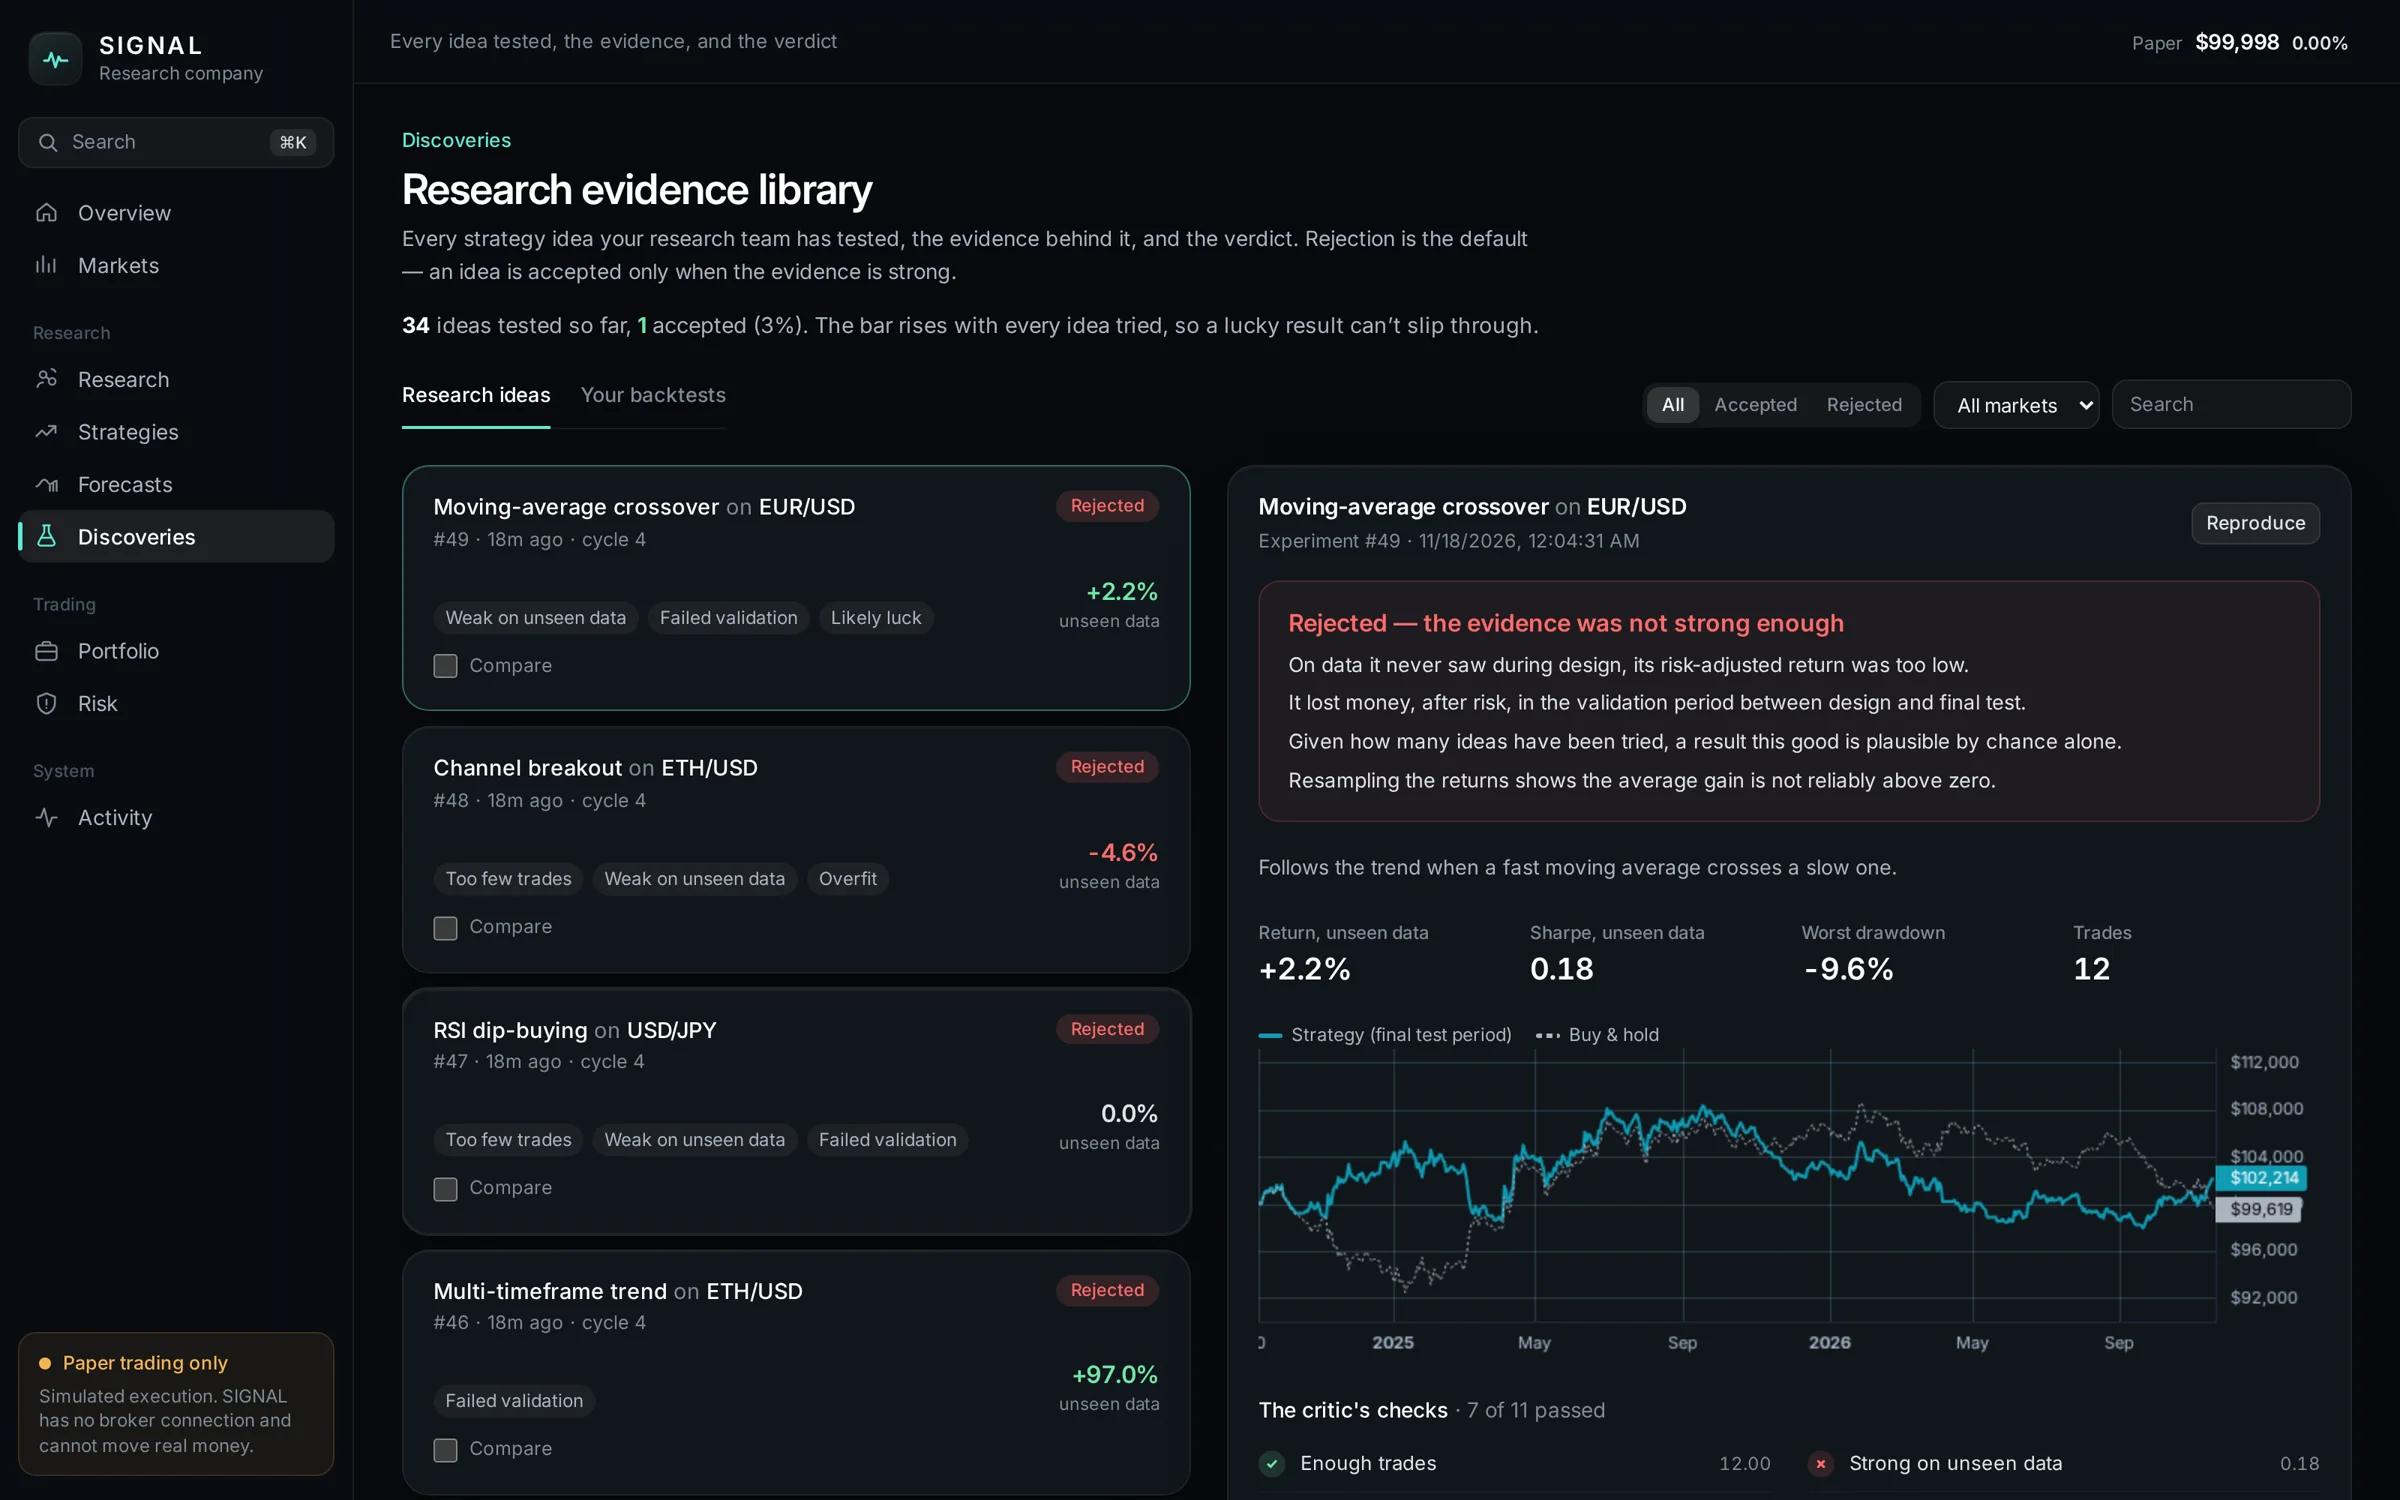 SIGNAL
Research company
Search ⌘K
Overview
Markets
Research
Research
Strategies
Forecasts
Discoveries
Trading
Portfolio
Risk
System
Activity
Paper trading only
Simulated execution. SIGNAL
has no broker connection and
cannot move real money.
Every idea tested, the evidence, and the verdict
Paper $99,998 0.00%
Discoveries
Research evidence library
Every strategy idea your research team has tested, the evidence behind it, and the verdict. Rejection is the default
— an idea is accepted only when the evidence is strong.
34 ideas tested so far, 1 accepted (3%). The bar rises with every idea tried, so a lucky result can’t slip through.
Research ideas Your backtests
All Accepted Rejected All markets Search
Moving-average crossover on EUR/USD Rejected
#49 · 18m ago · cycle 4
+2.2%
Weak on unseen data Failed validation Likely luck unseen data
Compare
Channel breakout on ETH/USD Rejected
#48 · 18m ago · cycle 4
-4.6%
Too few trades Weak on unseen data Overfit unseen data
Compare
RSI dip-buying on USD/JPY Rejected
#47 · 18m ago · cycle 4
0.0%
Too few trades Weak on unseen data Failed validation unseen data
Compare
Multi-timeframe trend on ETH/USD Rejected
#46 · 18m ago · cycle 4
+97.0%
Failed validation unseen data
Compare
Moving-average crossover on EUR/USD
Experiment #49 · 11/18/2026, 12:04:31 AM
Reproduce
Rejected — the evidence was not strong enough
On data it never saw during design, its risk-adjusted return was too low.
It lost money, after risk, in the validation period between design and final test.
Given how many ideas have been tried, a result this good is plausible by chance alone.
Resampling the returns shows the average gain is not reliably above zero.
Follows the trend when a fast moving average crosses a slow one.
Return, unseen data Sharpe, unseen data Worst drawdown Trades
+2.2% 0.18 -9.6% 12
Strategy (final test period) Buy & hold
$112,000
$108,000
$104,000
$102,214
$99,619
$96,000
$92,000
2025 May Sep 2026 May Sep
The critic's checks · 7 of 11 passed
Enough trades 12.00 Strong on unseen data 0.18